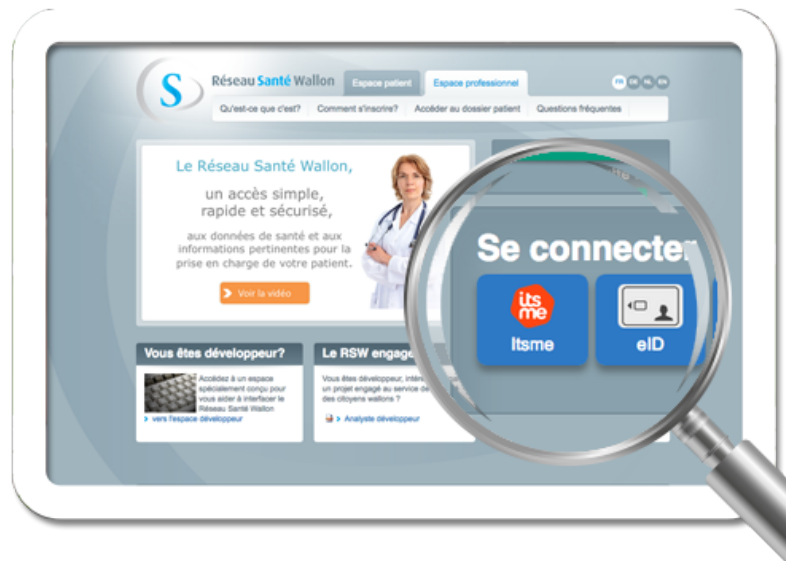 S
Réseau Santé Wallon
Espace patient
Espace professionnel
FR DE NL EN
Qu'est-ce que c'est?
Comment s'inscrire?
Accéder au dossier patient
Questions fréquentes
Le Réseau Santé Wallon,
un accès simple,
rapide et sécurisé,
aux données de santé et aux
informations pertinentes pour la
prise en charge de votre patient.
Voir la vidéo
Se connecter
its
me
Itsme
eID
Vous êtes développeur?
Accédez à un espace
spécialement conçu pour
vous aider à interfacer le
Réseau Santé Wallon
vers l'espace développeur
Le RSW engage
Vous êtes développeur,
un projet engagé au service de
des citoyens wallons ?
Analyste développeur